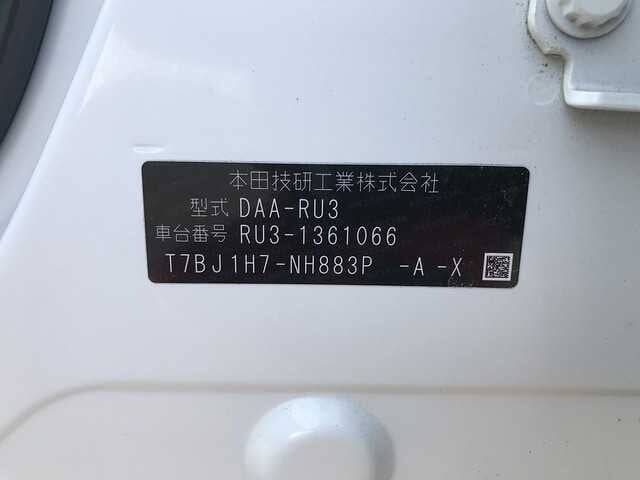 本田技研工業株式会社
型式 DAA-RU3
車台番号 RU3-1361066
T7BJ1H7-NH883P -A -X